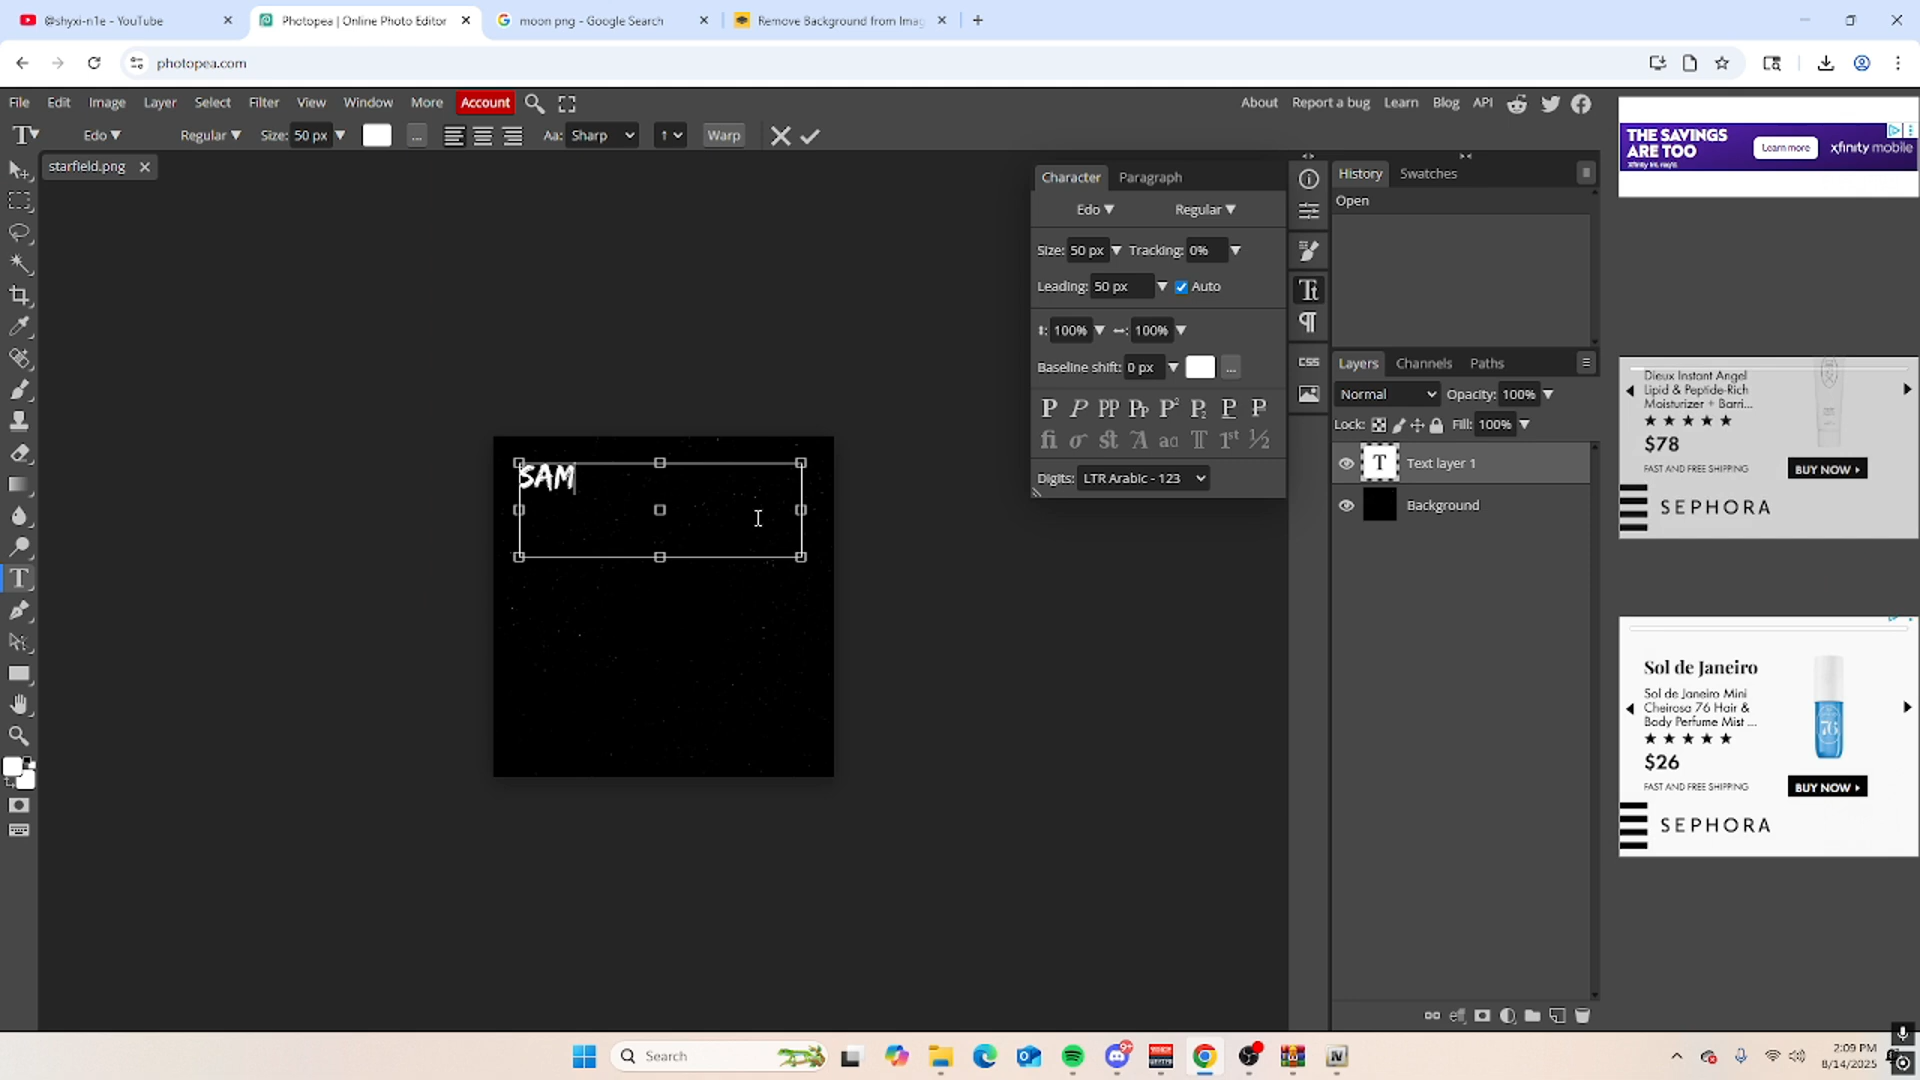 @shyxi-n1e - YouTube
Photopea | Online Photo Editor
moon png - Google Search
Remove Background from Imag
photopea.com
File Edit Image Layer Select Filter View Window More Account
About Report a bug Learn Blog API
Edo Regular Size: 50 px ... Aa: Sharp Warp
starfield.png
Character Paragraph
Edo Regular
Size: 50 px Tracking: 0%
Leading: 50 px Auto
100% 100%
Baseline shift: 0 px ...
Digits: LTR Arabic - 123
CSS
History Swatches
Open
Layers Channels Paths
Normal Opacity: 100%
Lock: Fill: 100%
Text layer 1
Background
SAM
THE SAVINGS
ARE TOO
Learn more
xfinity mobile
Dieux Instant Angel
Lipid & Peptide-Rich
Moisturizer + Barri...
$78
FAST AND FREE SHIPPING
BUY NOW
SEPHORA
Sol de Janeiro
Sol de Janeiro Mini
Cheirosa 76 Hair &
Body Perfume Mist ...
$26
FAST AND FREE SHIPPING
BUY NOW
SEPHORA
Search
2:09 PM
8/14/2025